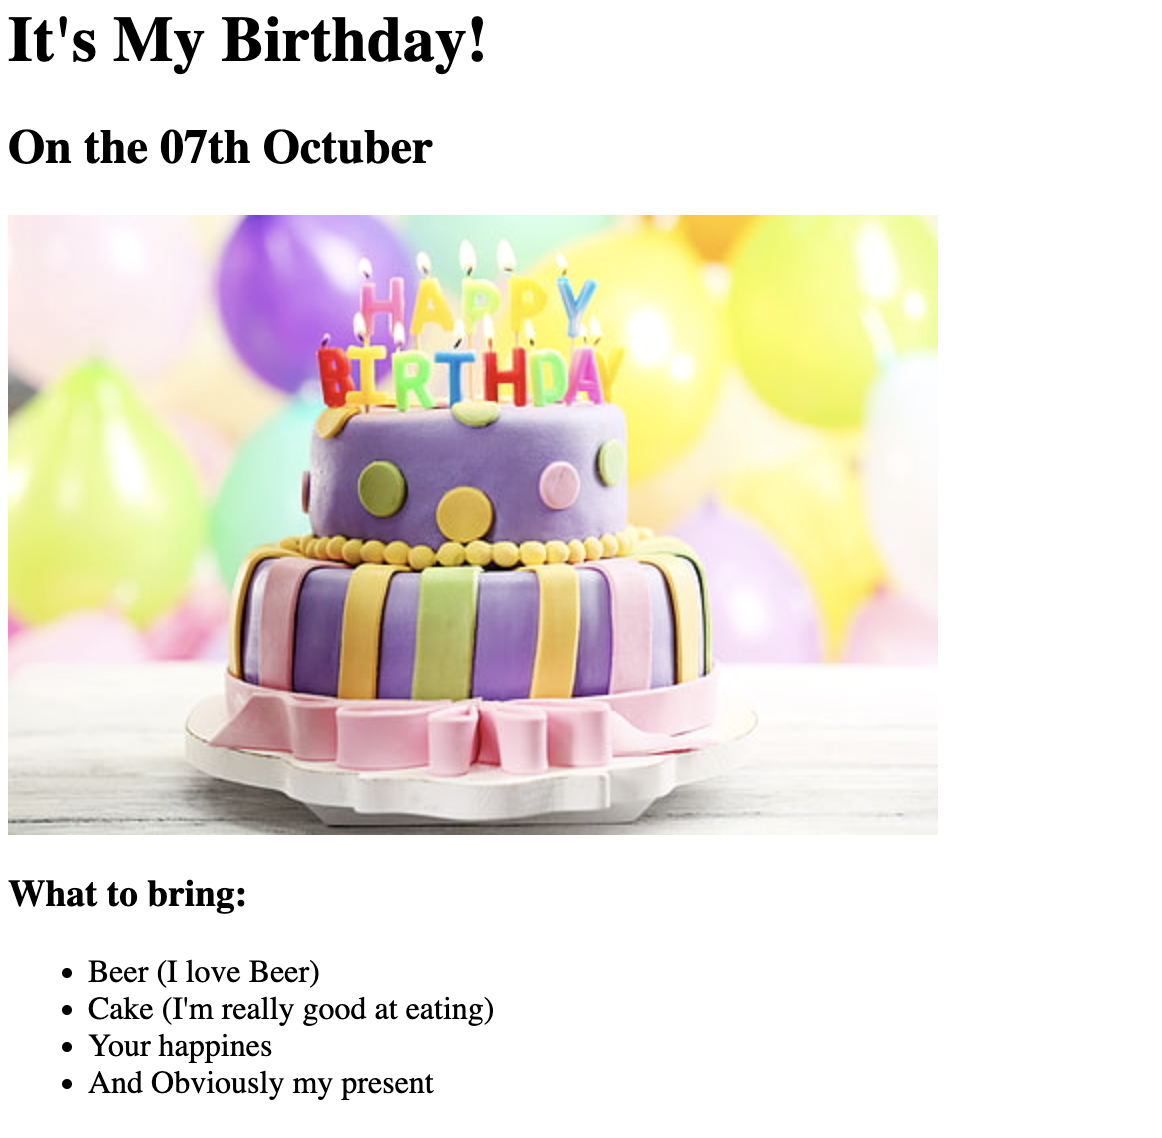 It's My Birthday!
On the 07th Octuber
HAPPY
BIRTHDAY
What to bring:
Beer (I love Beer)
Cake (I'm really good at eating)
Your happines
And Obviously my present